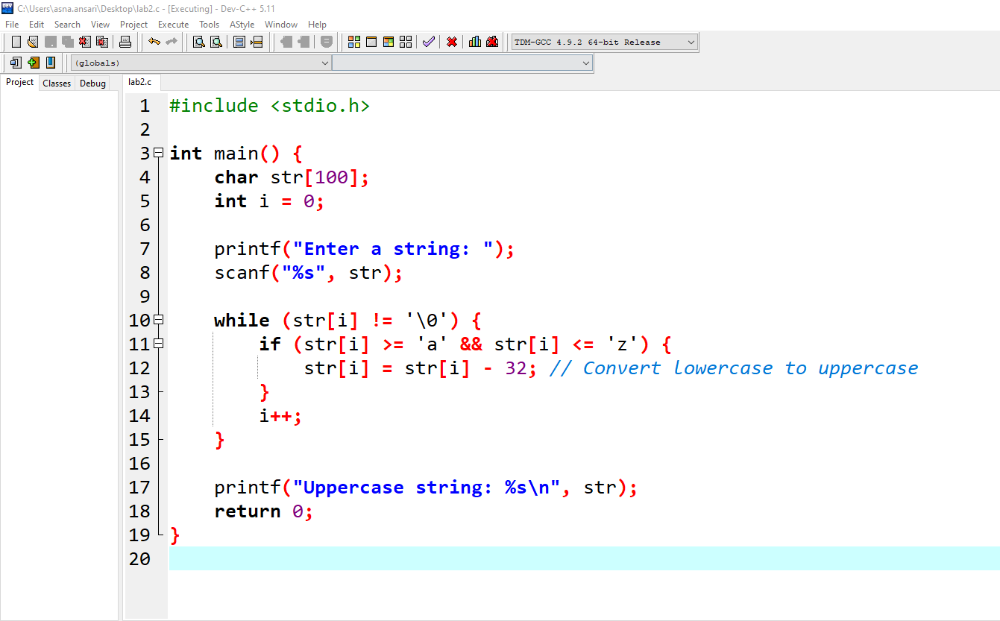 C:\Users\asna.ansari\Desktop\lab2.c - [Executing] - Dev-C++ 5.11
File Edit Search View Project Execute Tools AStyle Window Help
TDM-GCC 4.9.2 64-bit Release
(globals)
Project Classes Debug
lab2.c
1 #include <stdio.h>
2
3 int main() {
4     char str[100];
5     int i = 0;
6
7     printf("Enter a string: ");
8     scanf("%s", str);
9
10     while (str[i] != '\0') {
11         if (str[i] >= 'a' && str[i] <= 'z') {
12             str[i] = str[i] - 32; // Convert lowercase to uppercase
13         }
14         i++;
15     }
16
17     printf("Uppercase string: %s\n", str);
18     return 0;
19 }
20